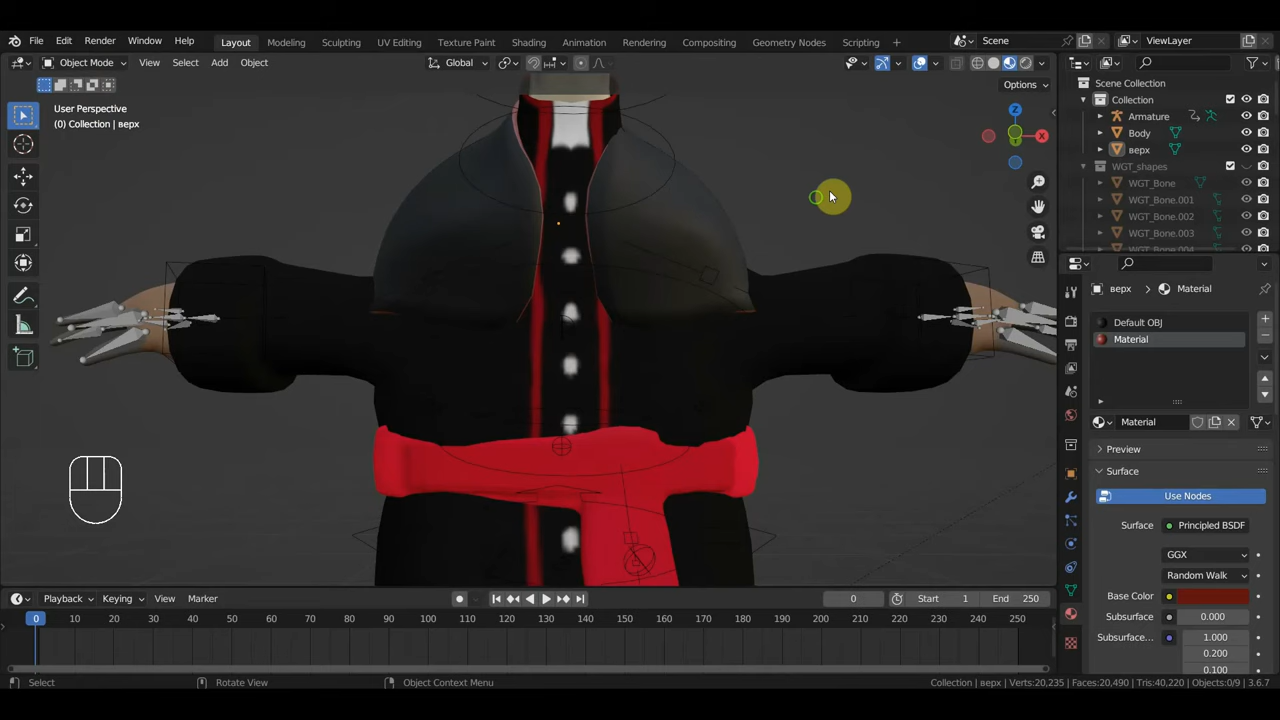 File Edit Render Window Help Layout Modeling Sculpting UV Editing Texture Paint Shading Animation Rendering Compositing Geometry Nodes Scripting + Scene ViewLayer
Object Mode View Select Add Object Global
Options
User Perspective
(0) Collection | верх
X
Scene Collection
Collection
Armature
Body
верх
WGT_shapes
WGT_Bone
WGT_Bone.001
WGT_Bone.002
WGT_Bone.003
WGT_Bone.004
верх > Material
Default OBJ
Material
Material
Preview
Surface
Use Nodes
Surface Principled BSDF
GGX
Random Walk
Base Color
Subsurface 0.000
Subsurface... 1.000
0.200
0.100
Playback Keying View Marker 0 Start 1 End 250
0 10 20 30 40 50 60 70 80 90 100 110 120 130 140 150 160 170 180 190 200 210 220 230 240 250
Select Rotate View Object Context Menu Collection | верх | Verts:20,235 | Faces:20,490 | Tris:40,220 | Objects:0/9 | 3.6.7